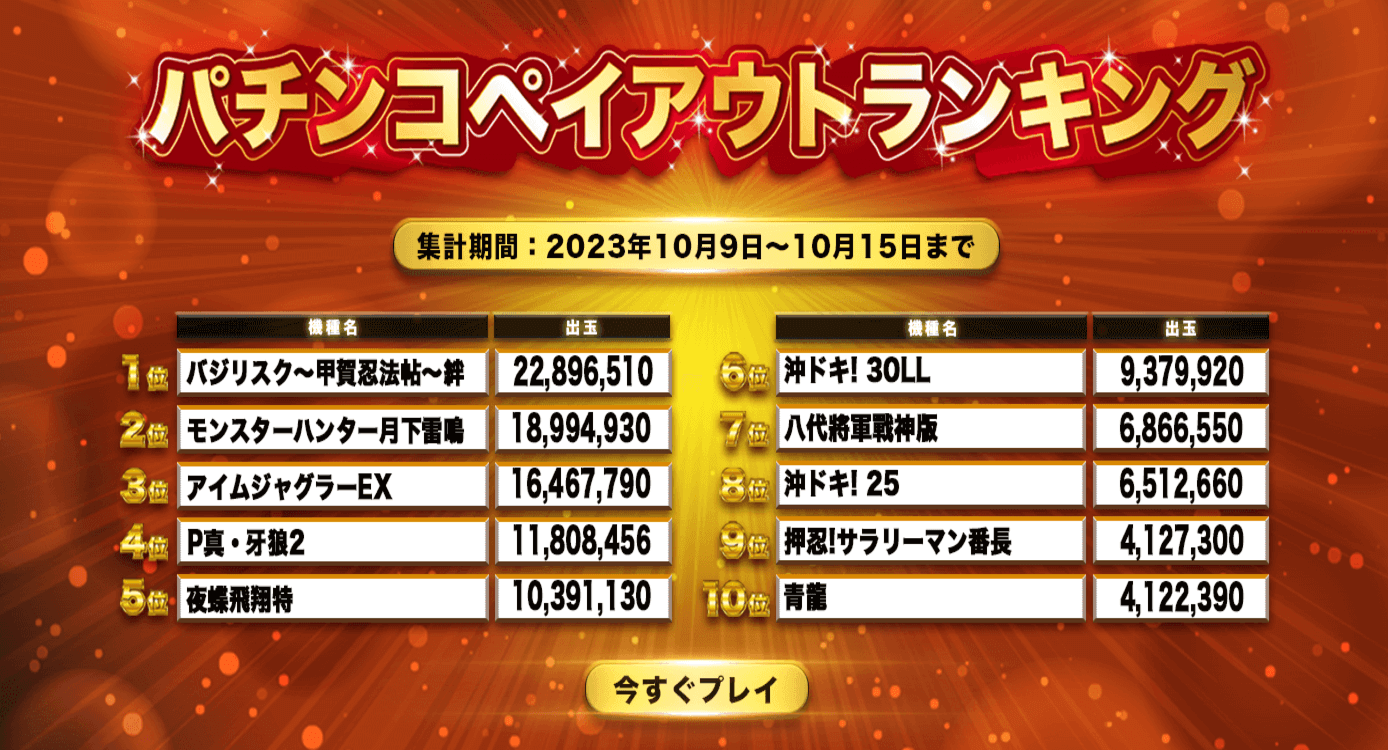 パチンコペイアウトランキング
集計期間：2023年10月9日〜10月15日まで
機種名 出玉
1位 バジリスク〜甲賀忍法帖〜絆 22,896,510
2位 モンスターハンター月下雷鳴 18,994,930
3位 アイムジャグラーEX 16,467,790
4位 P真・牙狼2 11,808,456
5位 夜蝶飛翔特 10,391,130
機種名 出玉
6位 沖ドキ! 30LL 9,379,920
7位 八代將軍戰神版 6,866,550
8位 沖ドキ! 25 6,512,660
9位 押忍!サラリーマン番長 4,127,300
10位 青龍 4,122,390
今すぐプレイ